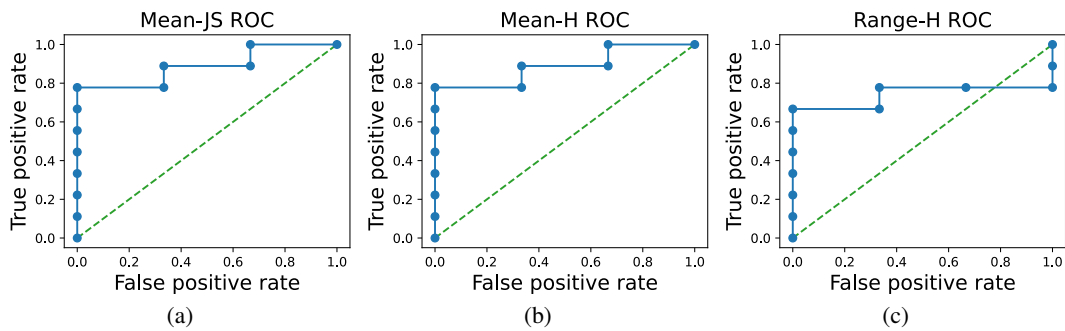 Mean-JS ROC
True positive rate
1.0
0.8
0.6
0.4
0.2
0.0
0.0 0.2 0.4 0.6 0.8 1.0
False positive rate
(a)
Mean-H ROC
True positive rate
1.0
0.8
0.6
0.4
0.2
0.0
0.0 0.2 0.4 0.6 0.8 1.0
False positive rate
(b)
Range-H ROC
True positive rate
1.0
0.8
0.6
0.4
0.2
0.0
0.0 0.2 0.4 0.6 0.8 1.0
False positive rate
(c)